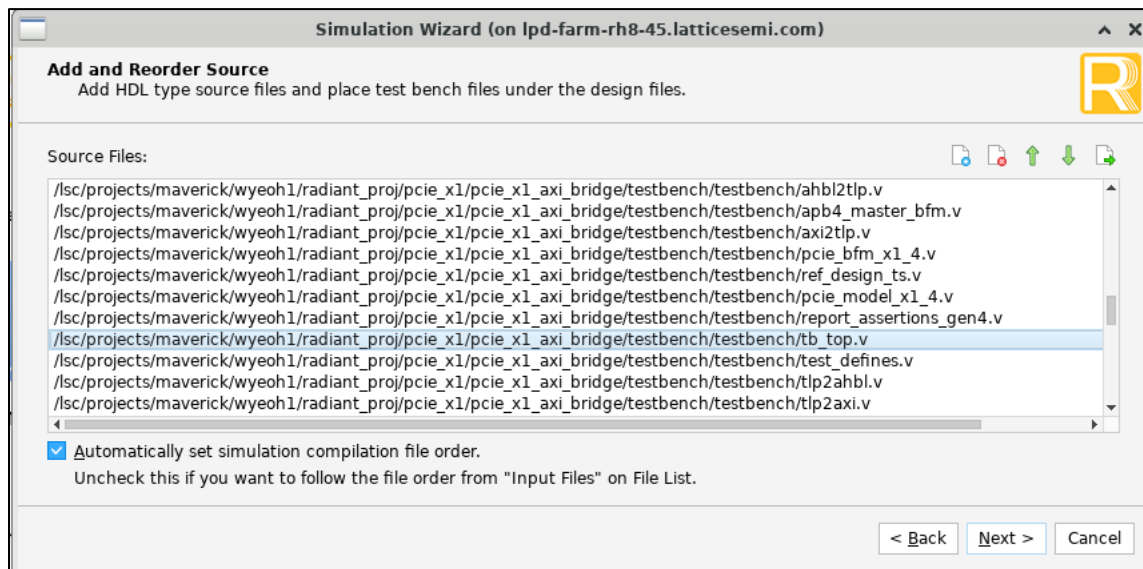 Simulation Wizard (on lpd-farm-rh8-45.latticesemi.com)
Add and Reorder Source
Add HDL type source files and place test bench files under the design files.
R
Source Files:
/lsc/projects/maverick/wyeoh1/radiant_proj/pcie_x1/pcie_x1_axi_bridge/testbench/testbench/ahbl2tlp.v
/lsc/projects/maverick/wyeoh1/radiant_proj/pcie_x1/pcie_x1_axi_bridge/testbench/testbench/apb4_master_bfm.v
/lsc/projects/maverick/wyeoh1/radiant_proj/pcie_x1/pcie_x1_axi_bridge/testbench/testbench/axi2tlp.v
/lsc/projects/maverick/wyeoh1/radiant_proj/pcie_x1/pcie_x1_axi_bridge/testbench/testbench/pcie_bfm_x1_4.v
/lsc/projects/maverick/wyeoh1/radiant_proj/pcie_x1/pcie_x1_axi_bridge/testbench/testbench/ref_design_ts.v
/lsc/projects/maverick/wyeoh1/radiant_proj/pcie_x1/pcie_x1_axi_bridge/testbench/testbench/pcie_model_x1_4.v
/lsc/projects/maverick/wyeoh1/radiant_proj/pcie_x1/pcie_x1_axi_bridge/testbench/testbench/report_assertions_gen4.v
/lsc/projects/maverick/wyeoh1/radiant_proj/pcie_x1/pcie_x1_axi_bridge/testbench/testbench/tb_top.v
/lsc/projects/maverick/wyeoh1/radiant_proj/pcie_x1/pcie_x1_axi_bridge/testbench/testbench/test_defines.v
/lsc/projects/maverick/wyeoh1/radiant_proj/pcie_x1/pcie_x1_axi_bridge/testbench/testbench/tlp2ahbl.v
/lsc/projects/maverick/wyeoh1/radiant_proj/pcie_x1/pcie_x1_axi_bridge/testbench/testbench/tlp2axi.v
Automatically set simulation compilation file order.
Uncheck this if you want to follow the file order from "Input Files" on File List.
< Back Next > Cancel